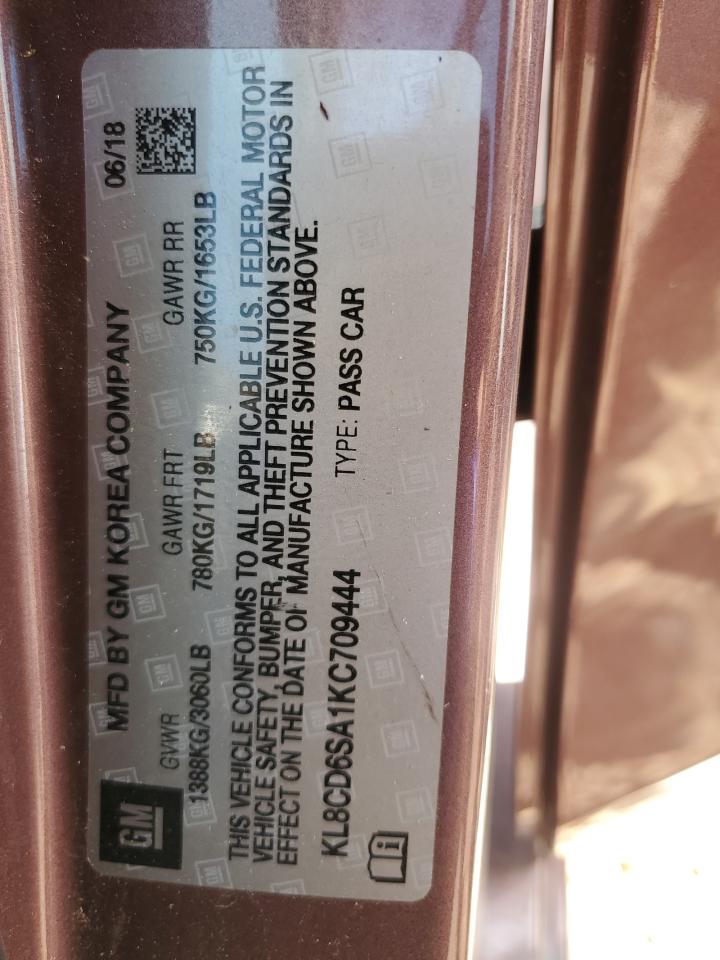 GM
MFD BY GM KOREA COMPANY 06/18
GVWR GAWR FRT GAWR RR
1388KG/3060LB 780KG/1719LB 750KG/1653LB
THIS VEHICLE CONFORMS TO ALL APPLICABLE U.S. FEDERAL MOTOR
VEHICLE SAFETY, BUMPER, AND THEFT PREVENTION STANDARDS IN
EFFECT ON THE DATE OF MANUFACTURE SHOWN ABOVE.
KL8CD6SA1KC709444 TYPE: PASS CAR